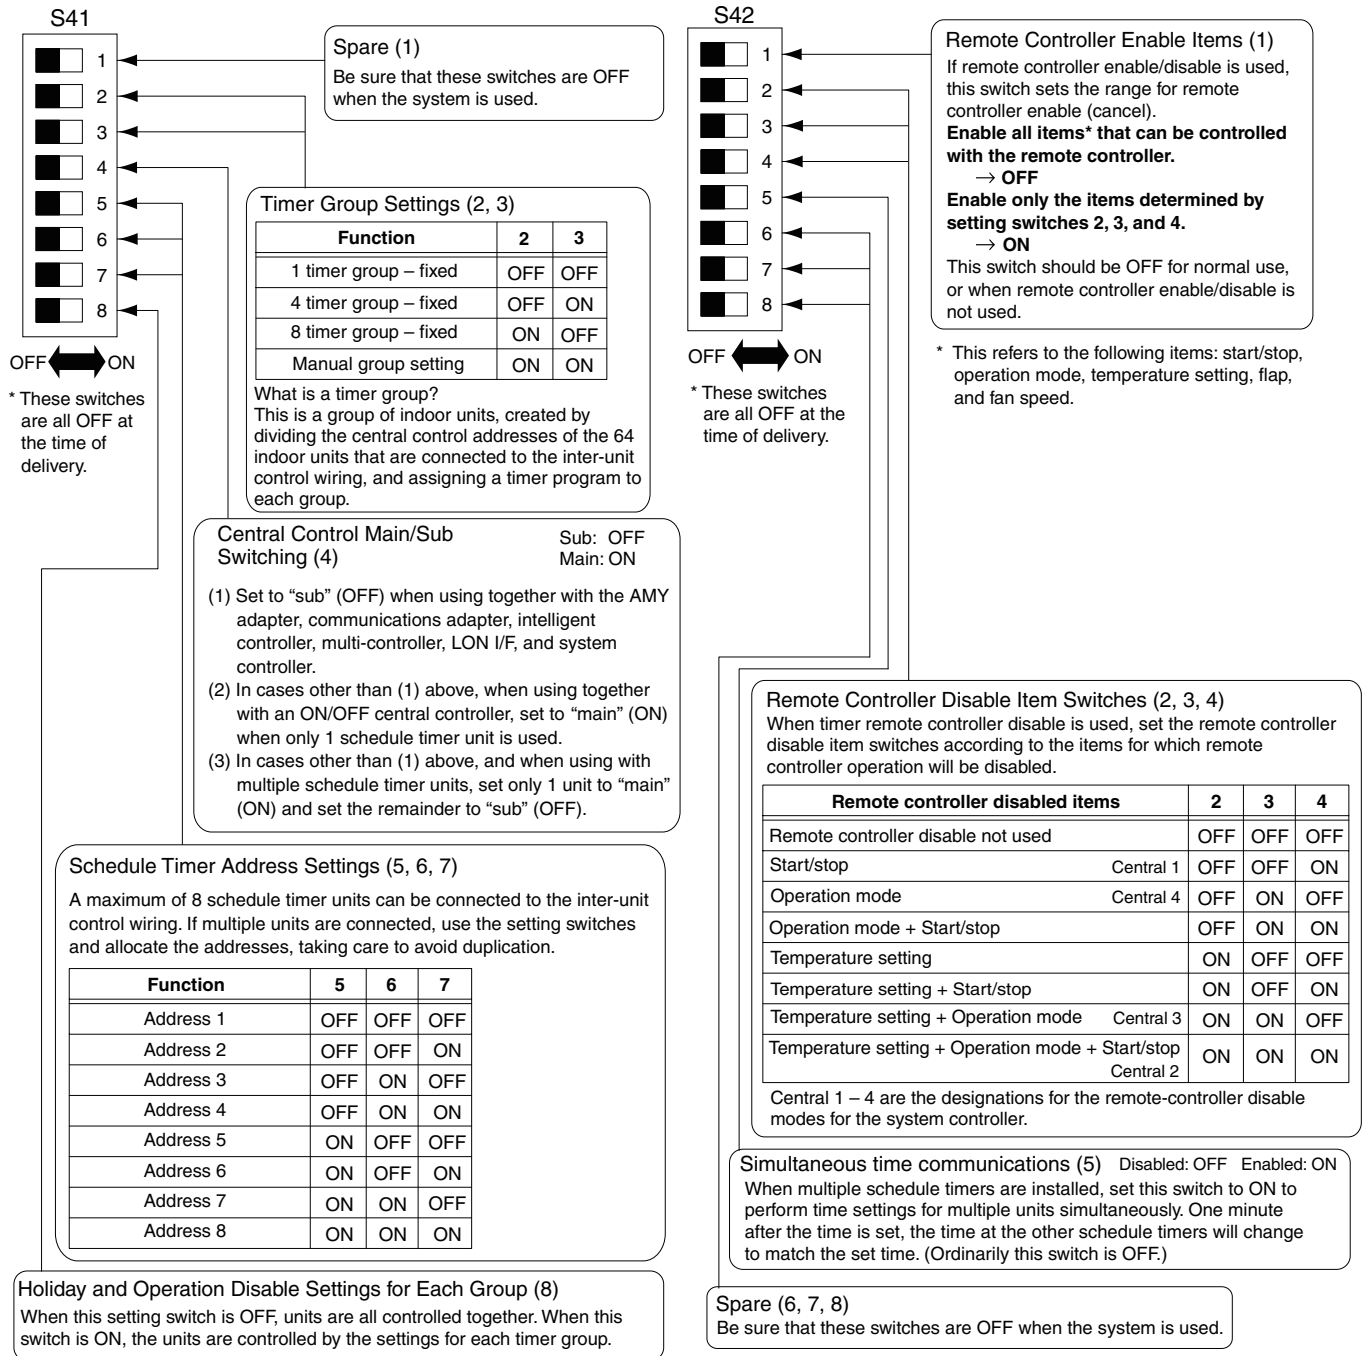 S41
1
2
3
4
5
6
7
8
OFF ON
* These switches
are all OFF at
the time of
delivery.
Spare (1)
Be sure that these switches are OFF
when the system is used.
Timer Group Settings (2, 3)
Function 2 3
1 timer group – fixed OFF OFF
4 timer group – fixed OFF ON
8 timer group – fixed ON OFF
Manual group setting ON ON
What is a timer group?
This is a group of indoor units, created by
dividing the central control addresses of the 64
indoor units that are connected to the inter-unit
control wiring, and assigning a timer program to
each group.
Central Control Main/Sub
Switching (4)
Sub: OFF
Main: ON
(1) Set to “sub” (OFF) when using together with the AMY
adapter, communications adapter, intelligent
controller, multi-controller, LON I/F, and system
controller.
(2) In cases other than (1) above, when using together
with an ON/OFF central controller, set to “main” (ON)
when only 1 schedule timer unit is used.
(3) In cases other than (1) above, and when using with
multiple schedule timer units, set only 1 unit to “main”
(ON) and set the remainder to “sub” (OFF).
Schedule Timer Address Settings (5, 6, 7)
A maximum of 8 schedule timer units can be connected to the inter-unit
control wiring. If multiple units are connected, use the setting switches
and allocate the addresses, taking care to avoid duplication.
Function 5 6 7
Address 1 OFF OFF OFF
Address 2 OFF OFF ON
Address 3 OFF ON OFF
Address 4 OFF ON ON
Address 5 ON OFF OFF
Address 6 ON OFF ON
Address 7 ON ON OFF
Address 8 ON ON ON
Holiday and Operation Disable Settings for Each Group (8)
When this setting switch is OFF, units are all controlled together. When this
switch is ON, the units are controlled by the settings for each timer group.
S42
1
2
3
4
5
6
7
8
OFF ON
* These switches
are all OFF at the
time of delivery.
Remote Controller Enable Items (1)
If remote controller enable/disable is used,
this switch sets the range for remote
controller enable (cancel).
Enable all items* that can be controlled
with the remote controller.
→ OFF
Enable only the items determined by
setting switches 2, 3, and 4.
→ ON
This switch should be OFF for normal use,
or when remote controller enable/disable is
not used.
* This refers to the following items: start/stop,
operation mode, temperature setting, flap,
and fan speed.
Remote Controller Disable Item Switches (2, 3, 4)
When timer remote controller disable is used, set the remote controller
disable item switches according to the items for which remote
controller operation will be disabled.
Remote controller disabled items 2 3 4
Remote controller disable not used OFF OFF OFF
Start/stop Central 1 OFF OFF ON
Operation mode Central 4 OFF ON OFF
Operation mode + Start/stop OFF ON ON
Temperature setting ON OFF OFF
Temperature setting + Start/stop ON OFF ON
Temperature setting + Operation mode Central 3 ON ON OFF
Temperature setting + Operation mode + Start/stop
Central 2 ON ON ON
Central 1 – 4 are the designations for the remote-controller disable
modes for the system controller.
Simultaneous time communications (5) Disabled: OFF Enabled: ON
When multiple schedule timers are installed, set this switch to ON to
perform time settings for multiple units simultaneously. One minute
after the time is set, the time at the other schedule timers will change
to match the set time. (Ordinarily this switch is OFF.)
Spare (6, 7, 8)
Be sure that these switches are OFF when the system is used.